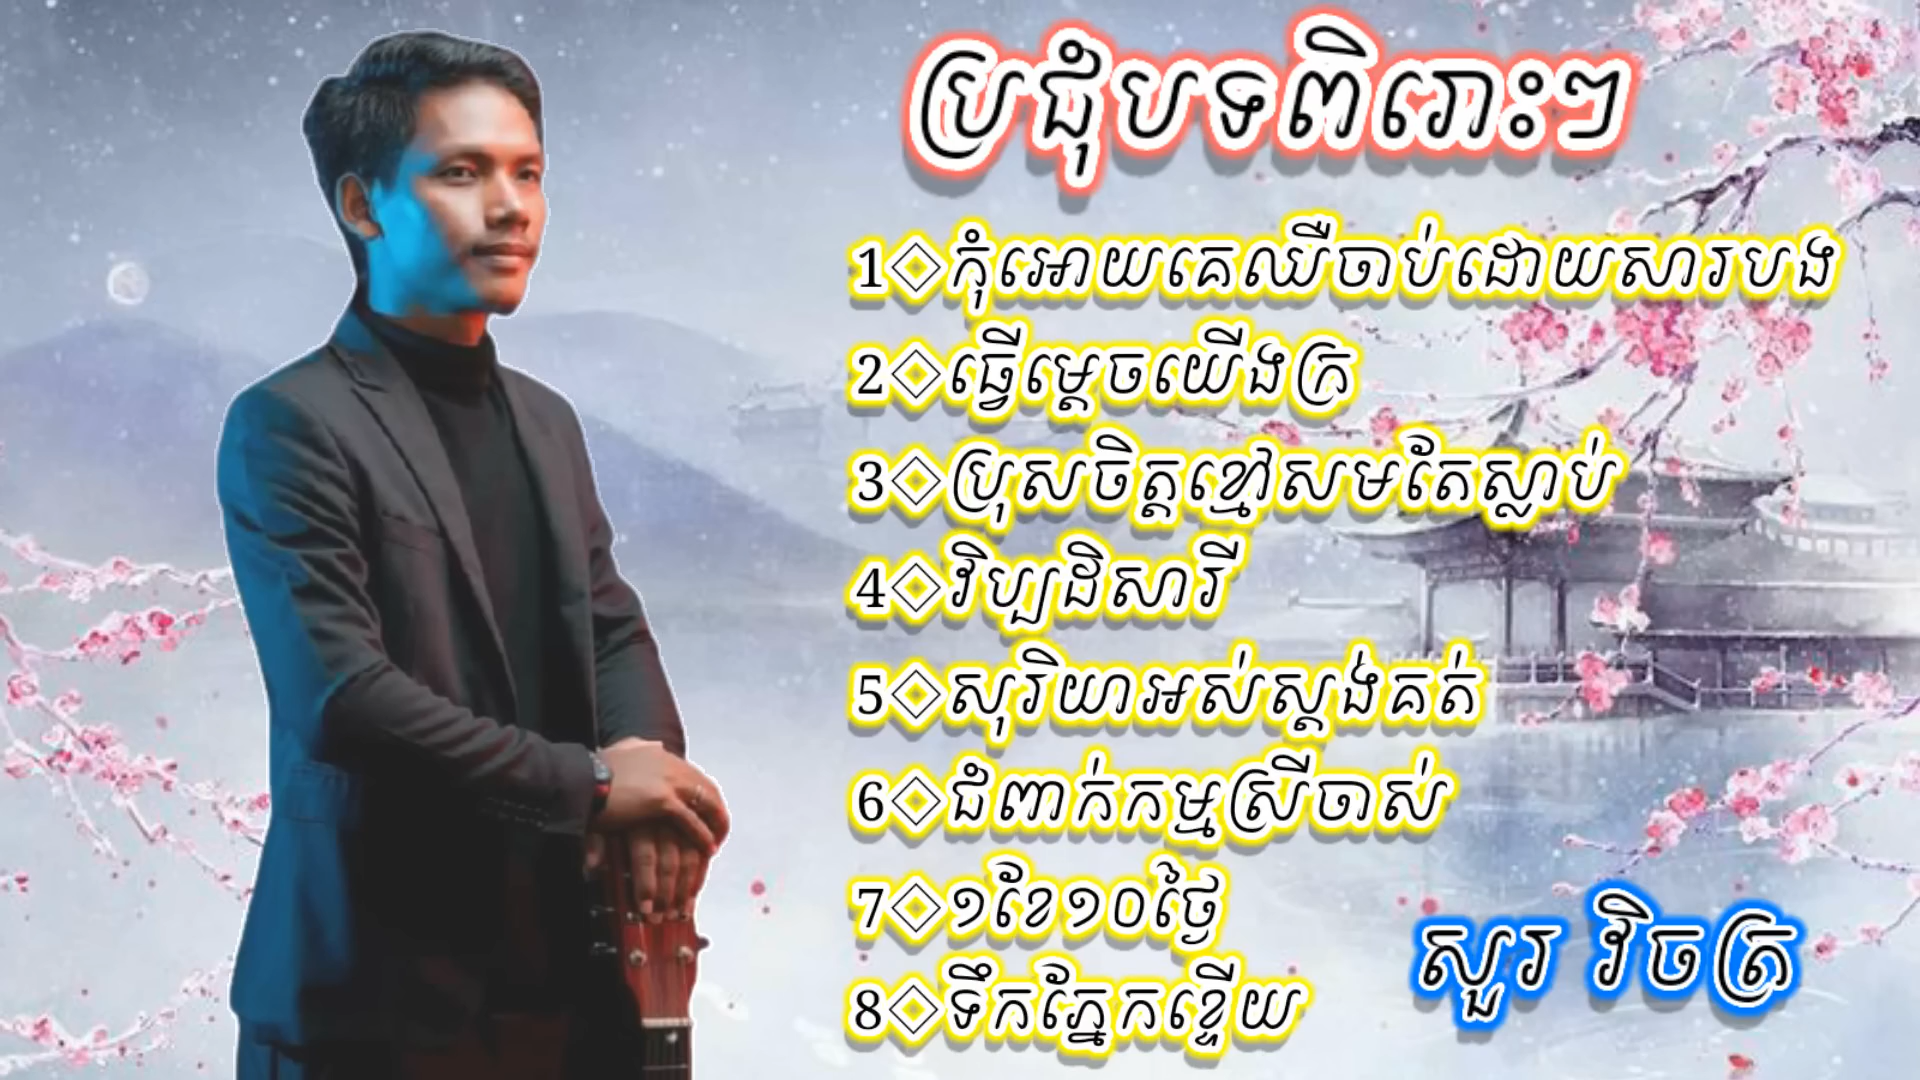 ប្រជុំបទពិរោះៗ
1◇កុំអោយគេឈឺចាប់ដោយសារបង
2◇ធ្វើម្ដេចយើងក្រ
3◇ប្រុសចិត្តខ្មៅសមតែស្លាប់
4◇វិប្បដិសារី
5◇សុរិយាអស់ស្តង់គត់
6◇ជំពាក់កម្មស្រីចាស់
7◇១ខែ១០ថ្ងៃ
8◇ទឹកភ្នែកខ្ទើយ
សួរ វិចត្រ